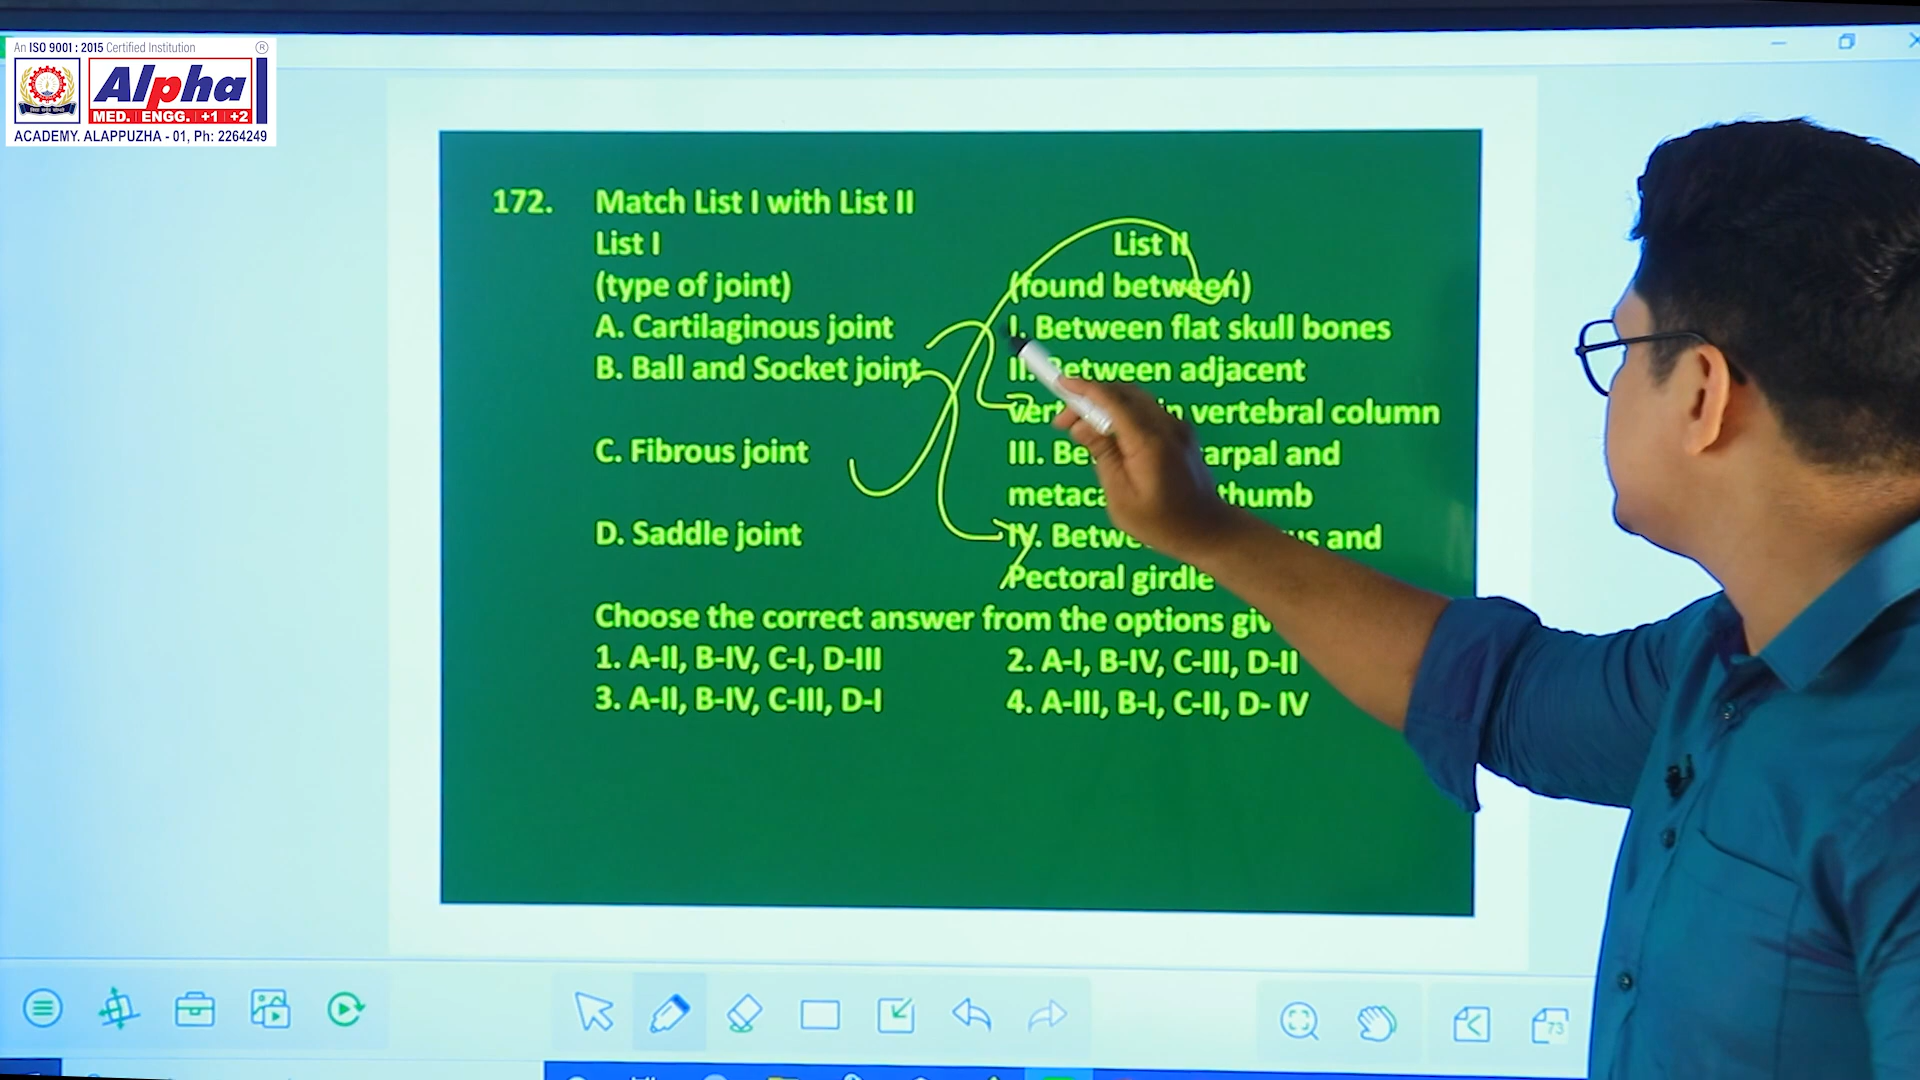 An ISO 9001 : 2015 Certified Institution ®
Alpha
MED. ENGG. +1 +2
ACADEMY. ALAPPUZHA - 01, Ph: 2264249
172. Match List I with List II
List I List II
(type of joint) (found between)
A. Cartilaginous joint I. Between flat skull bones
B. Ball and Socket joint II. Between adjacent
in vertebral column
C. Fibrous joint III. and
thumb
D. Saddle joint IV. and
Pectoral girdle
Choose the correct answer from the options
1. A-II, B-IV, C-I, D-III 2. A-I, B-IV, C-III, D-II
3. A-II, B-IV, C-III, D-I 4. A-III, B-I, C-II, D- IV
73